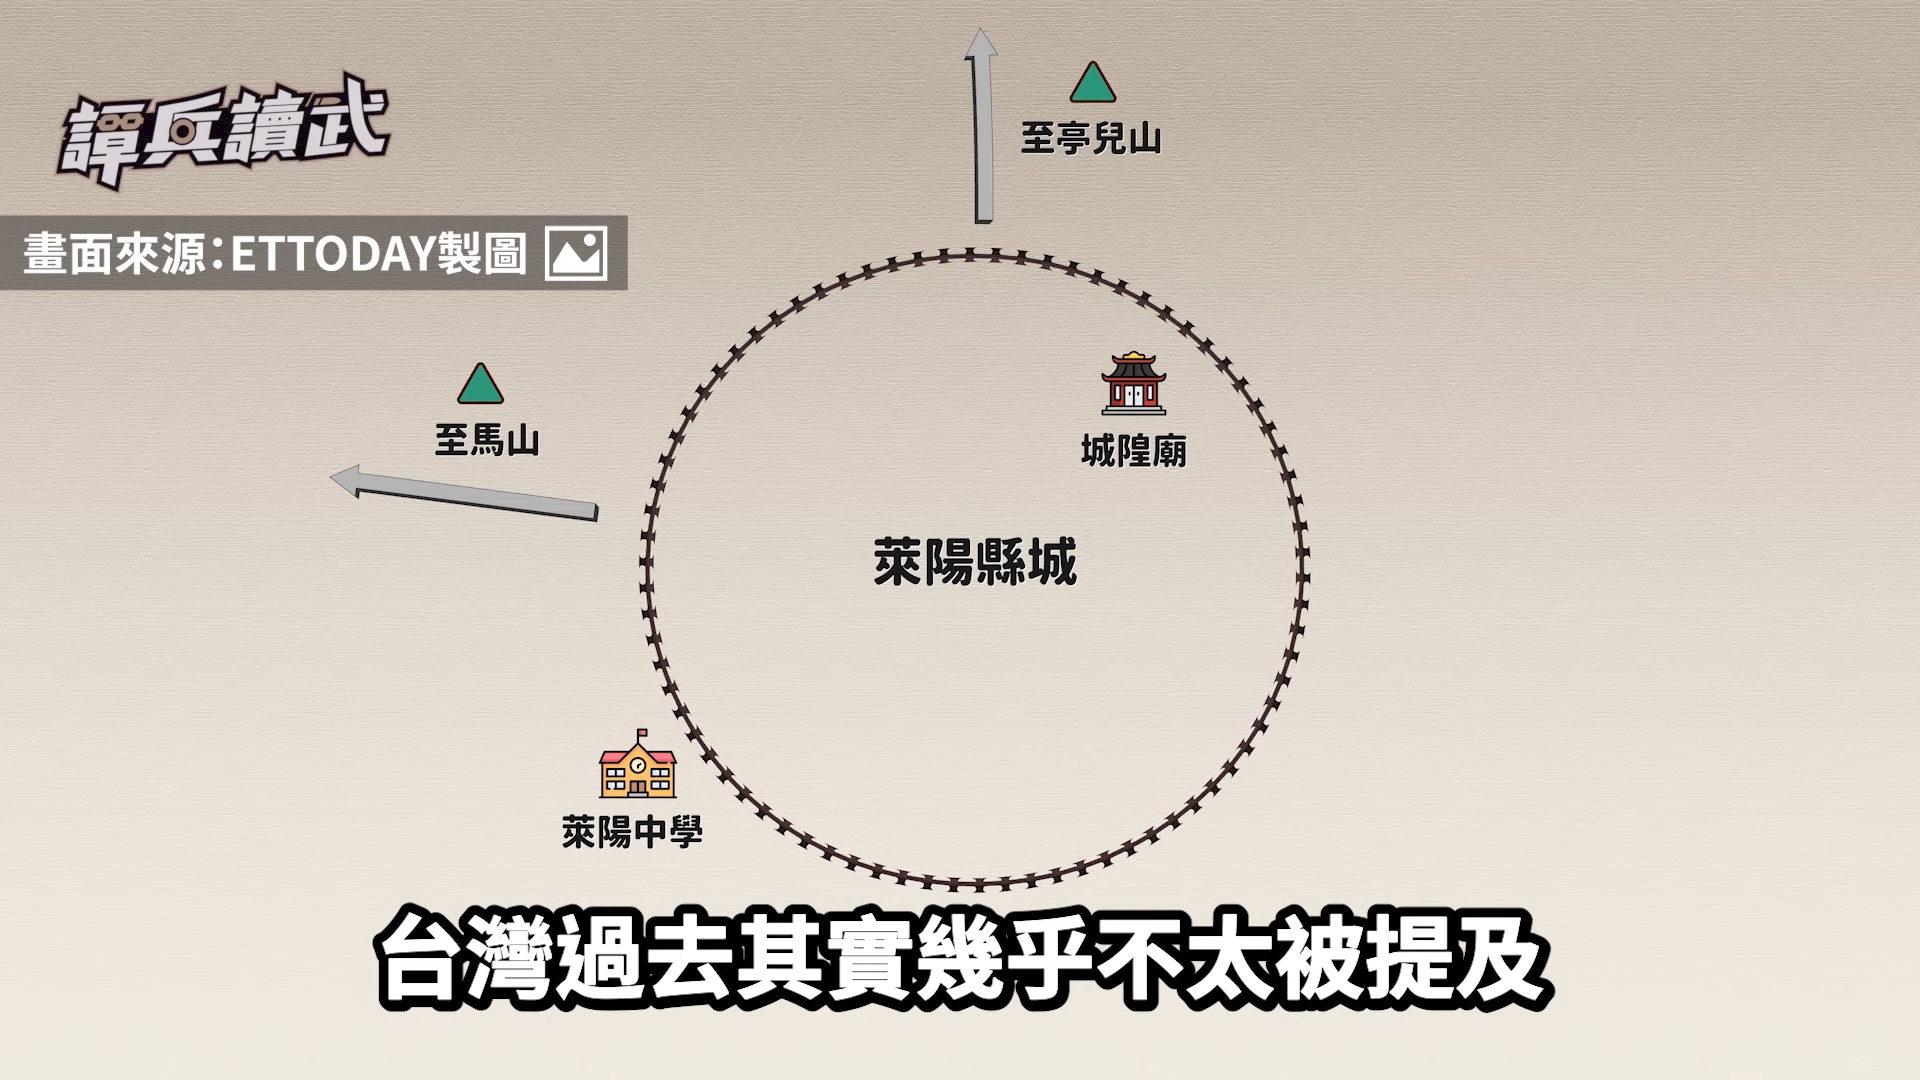 譚兵讀武
畫面來源：ETTODAY製圖
至亭兒山
至馬山
城隍廟
萊陽縣城
萊陽中學
台灣過去其實幾乎不太被提及